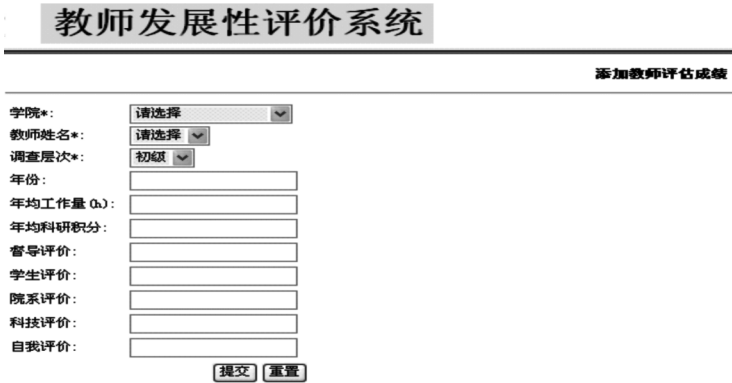 教师发展性评价系统
添加教师评估成绩
学院*: 请选择
教师姓名*: 请选择
调查层次*: 初级
年份:
年均工作量(h):
年均科研积分:
督导评价:
学生评价:
院系评价:
科技评价:
自我评价:
提交 重置